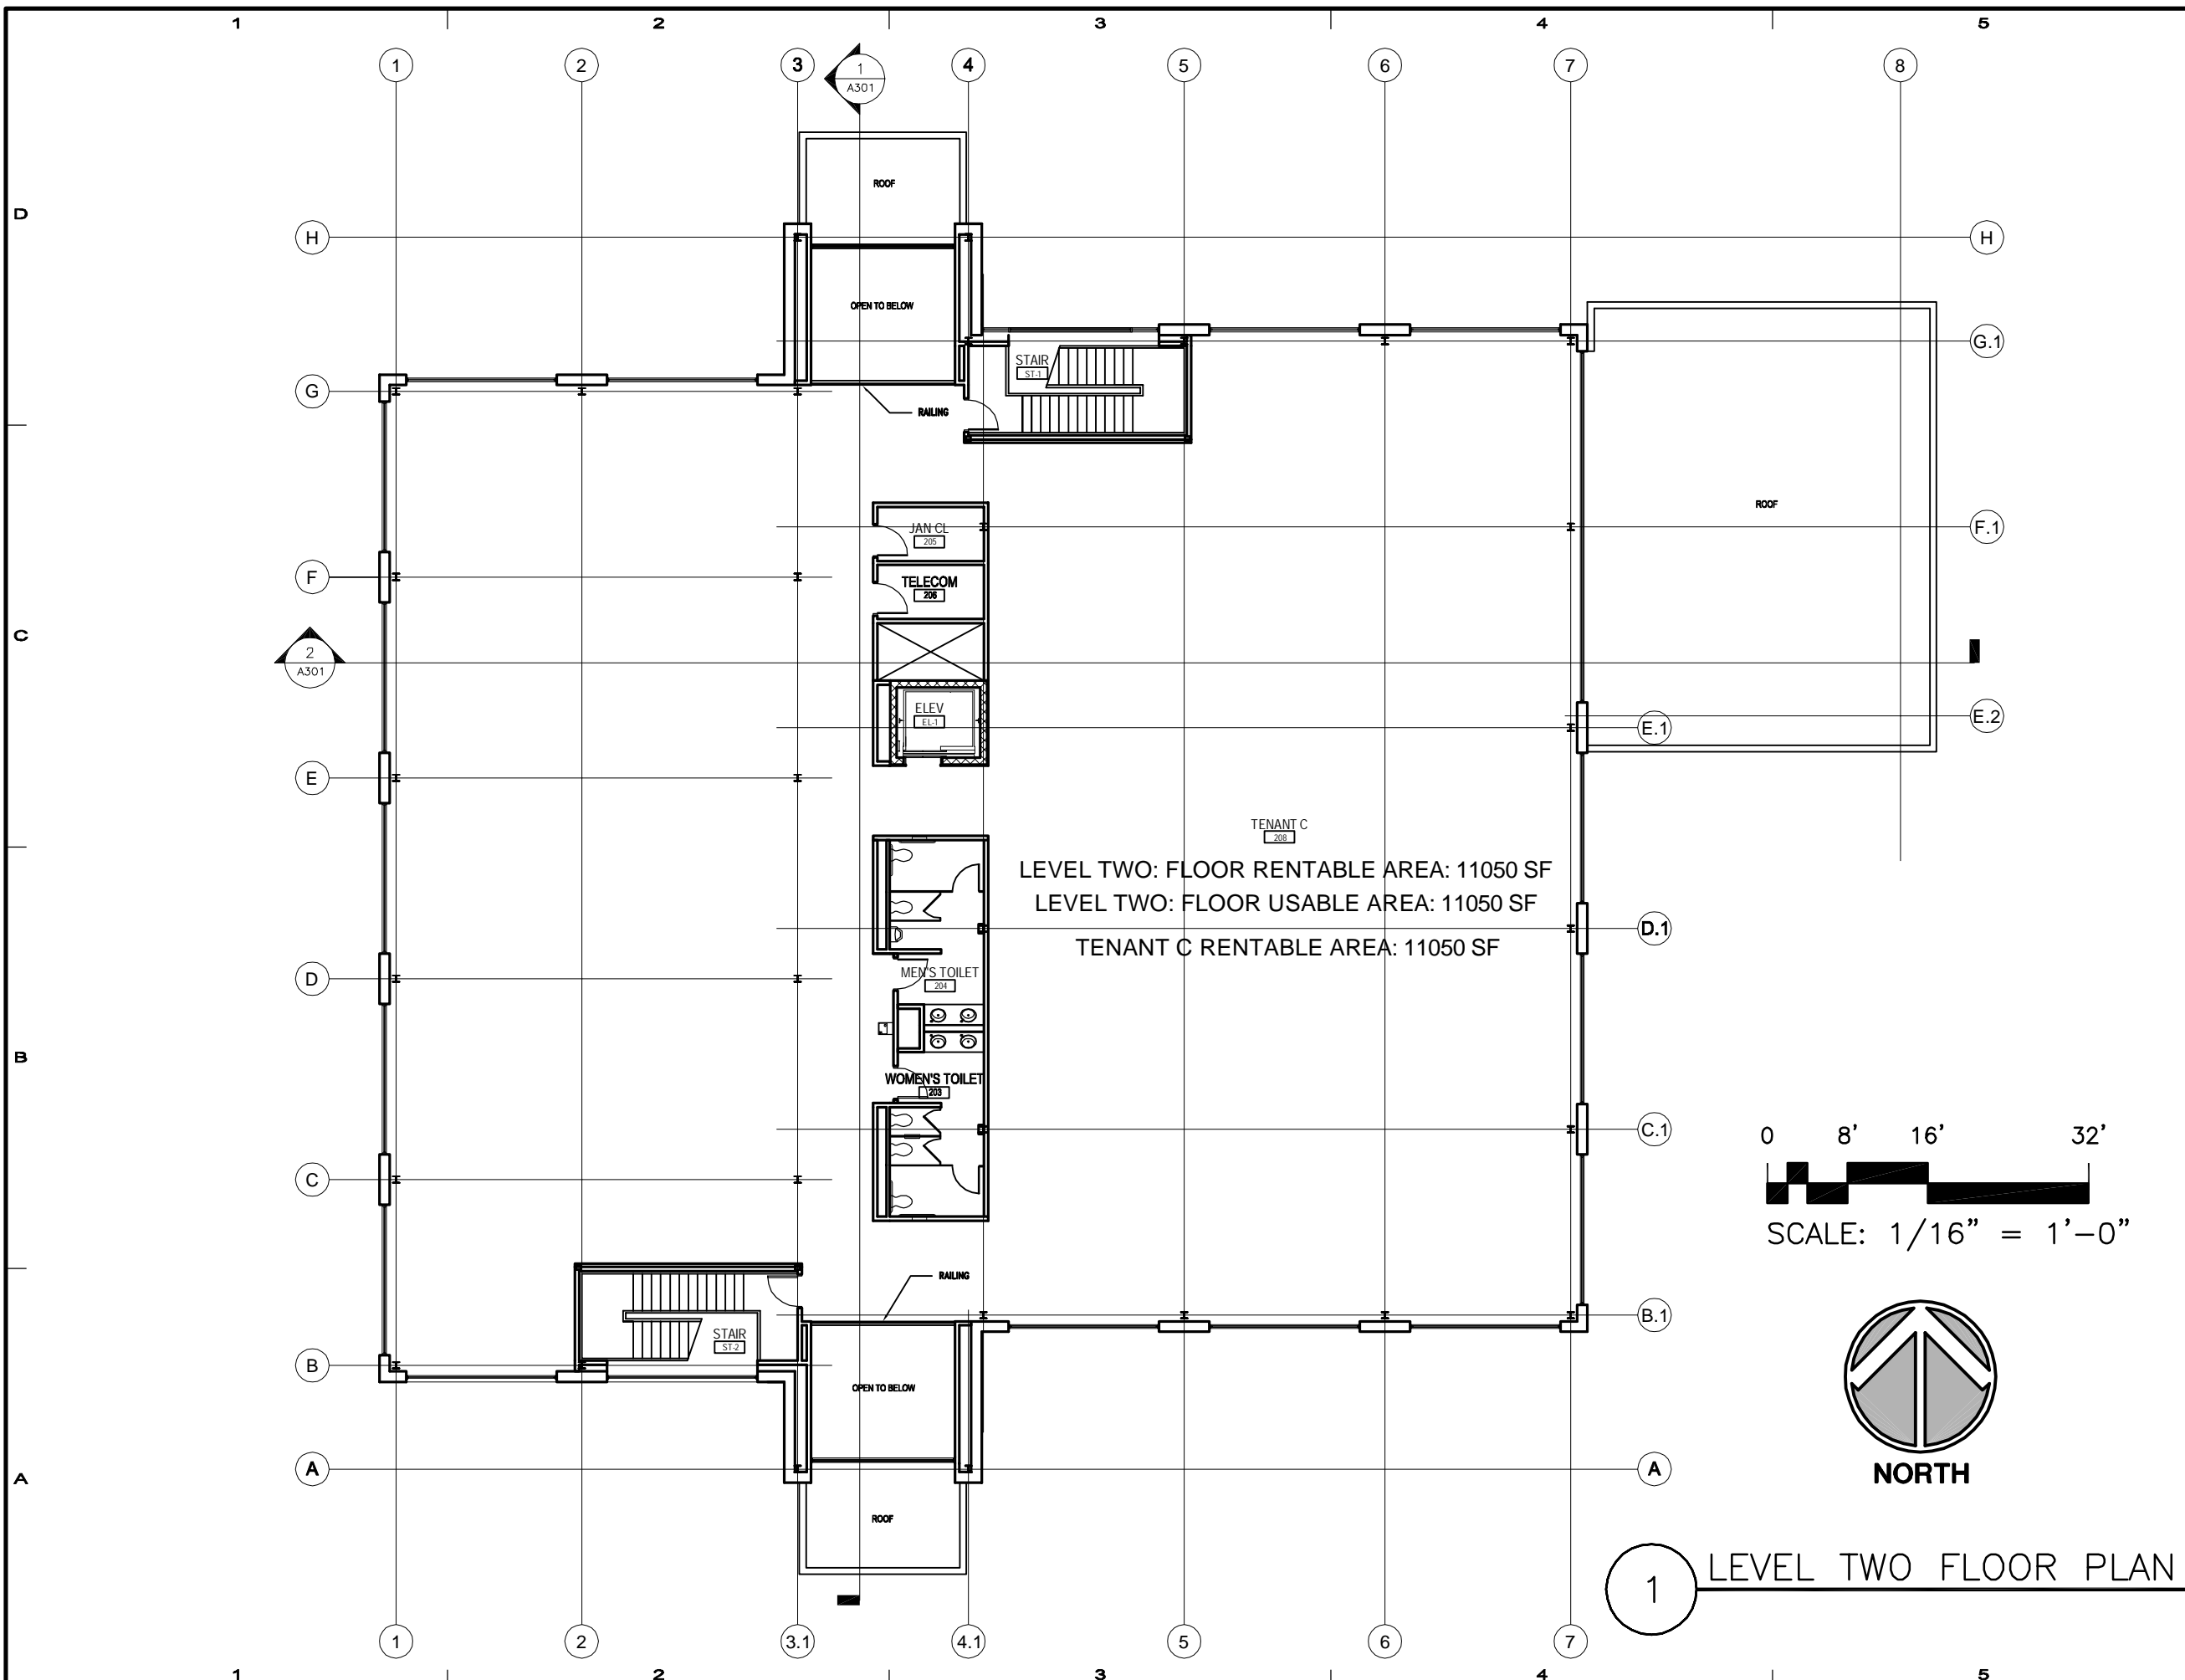 1 2 3 4 5
1 2 3 4 5 6 7 8
1
A301
D
ROOF
H H
OPEN TO BELOW
G.1
STAIR
ST-1
G
RAILING
ROOF
JAN CL
205
F.1
F
TELECOM
206
C
2
A301
ELEV
EL-1
E.2
E.1
E
TENANT C
208
LEVEL TWO: FLOOR RENTABLE AREA: 11050 SF
LEVEL TWO: FLOOR USABLE AREA: 11050 SF
D.1
TENANT C RENTABLE AREA: 11050 SF
D
MEN'S TOILET
204
B
WOMEN'S TOILET
203
C.1
0 8' 16' 32'
C
SCALE: 1/16" = 1'-0"
RAILING
B.1
STAIR
ST-2
B
OPEN TO BELOW
A A
A
NORTH
ROOF
1 LEVEL TWO FLOOR PLAN
1 2 3.1 4.1 5 6 7
1 2 3 4 5